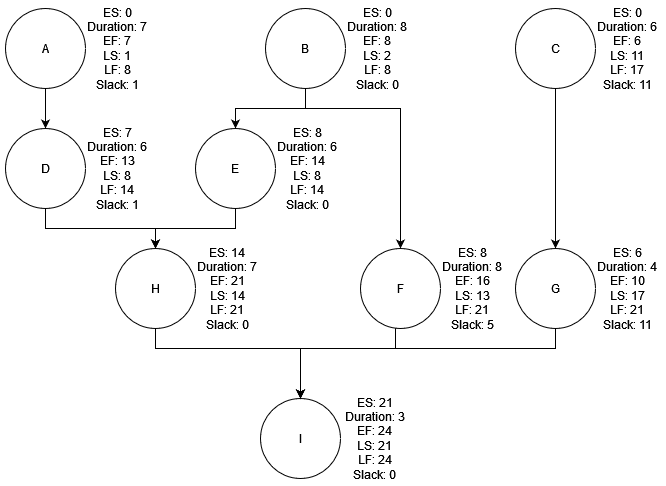 A
ES: 0
Duration: 7
EF: 7
LS: 1
LF: 8
Slack: 1
B
ES: 0
Duration: 8
EF: 8
LS: 2
LF: 8
Slack: 0
C
ES: 0
Duration: 6
EF: 6
LS: 11
LF: 17
Slack: 11
D
ES: 7
Duration: 6
EF: 13
LS: 8
LF: 14
Slack: 1
E
ES: 8
Duration: 6
EF: 14
LS: 8
LF: 14
Slack: 0
H
ES: 14
Duration: 7
EF: 21
LS: 14
LF: 21
Slack: 0
F
ES: 8
Duration: 8
EF: 16
LS: 13
LF: 21
Slack: 5
G
ES: 6
Duration: 4
EF: 10
LS: 17
LF: 21
Slack: 11
I
ES: 21
Duration: 3
EF: 24
LS: 21
LF: 24
Slack: 0